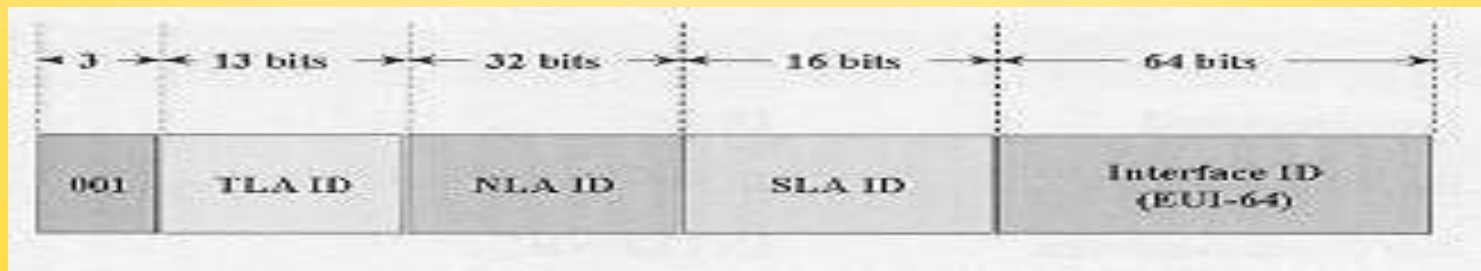 3 13 bits 32 bits 16 bits 64 bits
001 TLA ID NLA ID SLA ID Interface ID
(EUI-64)